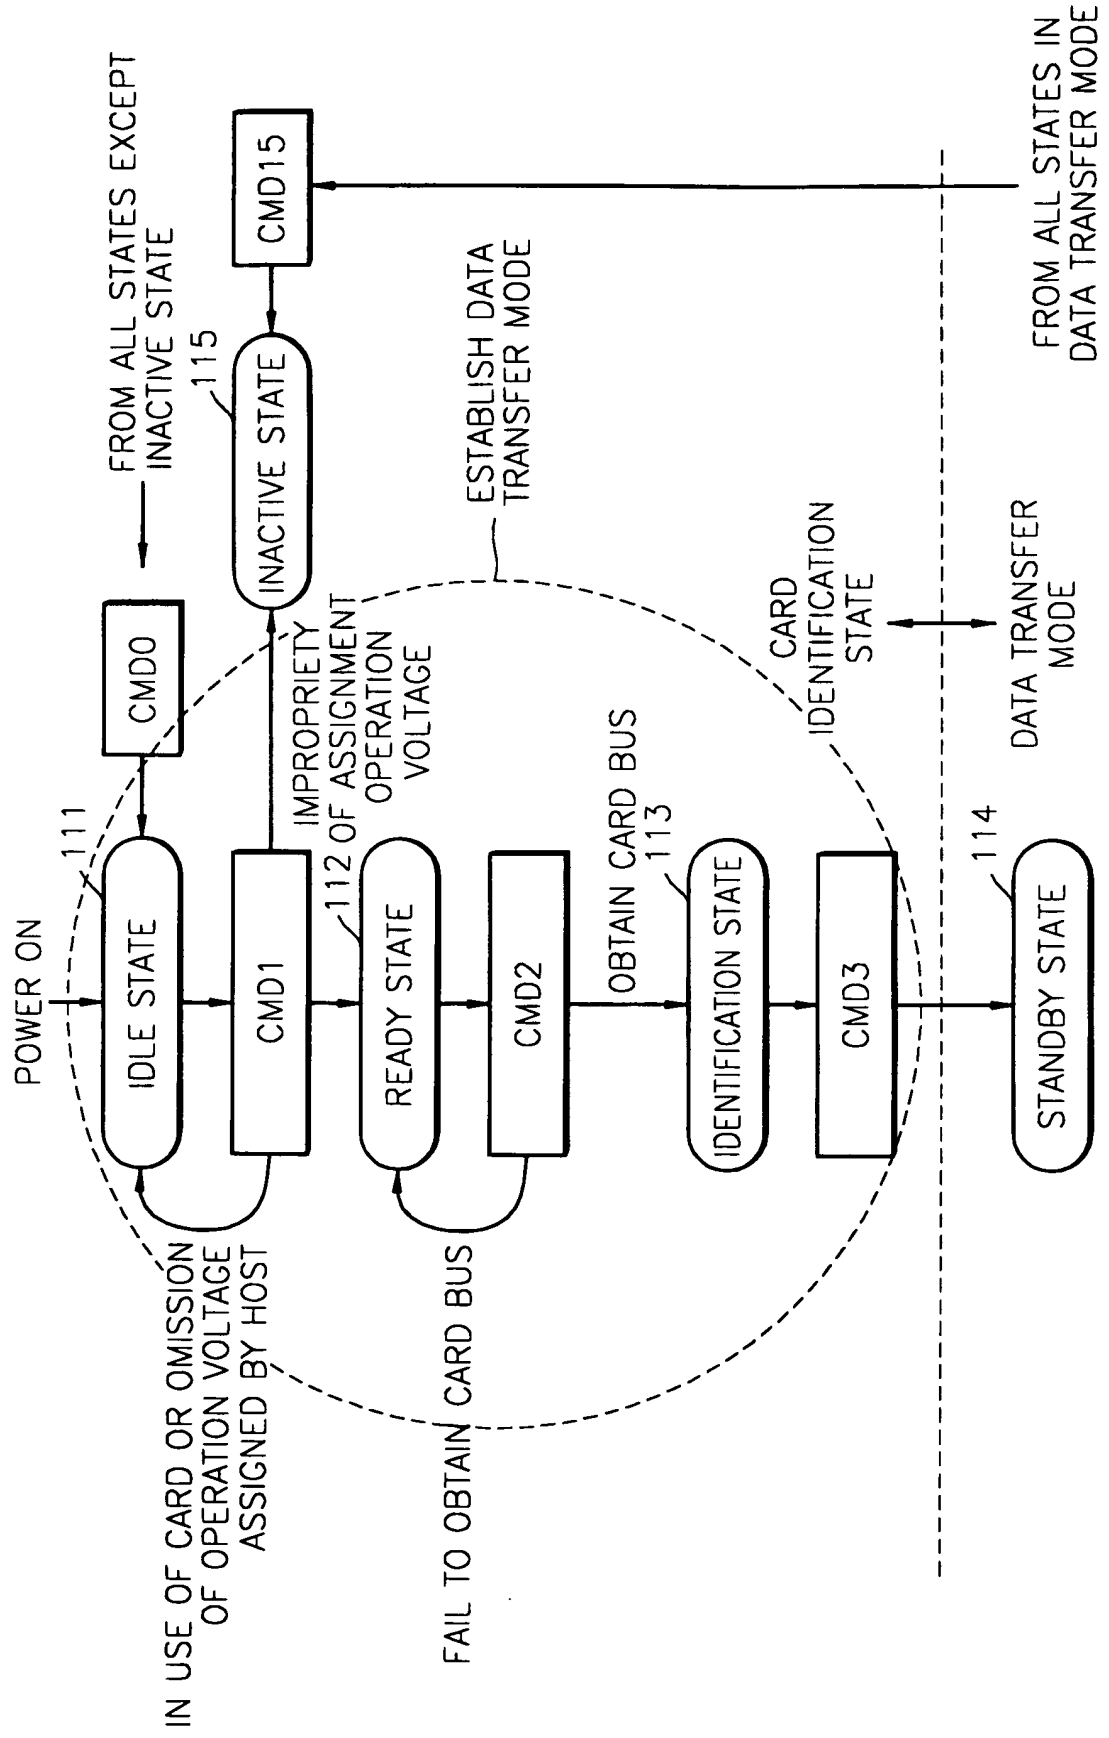 POWER ON
111
IDLE STATE
CMD0
FROM ALL STATES EXCEPT
INACTIVE STATE
IN USE OF CARD OR OMISSION
OF OPERATION VOLTAGE
ASSIGNED BY HOST
CMD1
IMPROPRIETY
OF ASSIGNMENT
OPERATION
VOLTAGE
115
INACTIVE STATE
CMD15
112
READY STATE
FAIL TO OBTAIN CARD BUS
CMD2
ESTABLISH DATA
TRANSFER MODE
OBTAIN CARD BUS
113
IDENTIFICATION STATE
CMD3
CARD
IDENTIFICATION
STATE
DATA TRANSFER
MODE
114
STANDBY STATE
FROM ALL STATES IN
DATA TRANSFER MODE